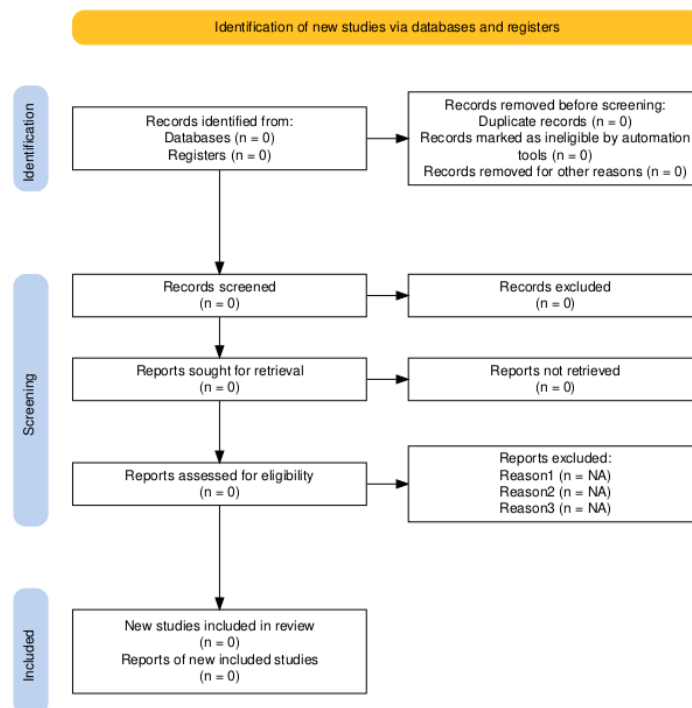 Identification of new studies via databases and registers
Identification
Records identified from:
Databases (n = 0)
Registers (n = 0)
Records removed before screening:
Duplicate records (n = 0)
Records marked as ineligible by automation
tools (n = 0)
Records removed for other reasons (n = 0)
Screening
Records screened
(n = 0)
Records excluded
(n = 0)
Reports sought for retrieval
(n = 0)
Reports not retrieved
(n = 0)
Reports assessed for eligibility
(n = 0)
Reports excluded:
Reason1 (n = NA)
Reason2 (n = NA)
Reason3 (n = NA)
Included
New studies included in review
(n = 0)
Reports of new included studies
(n = 0)